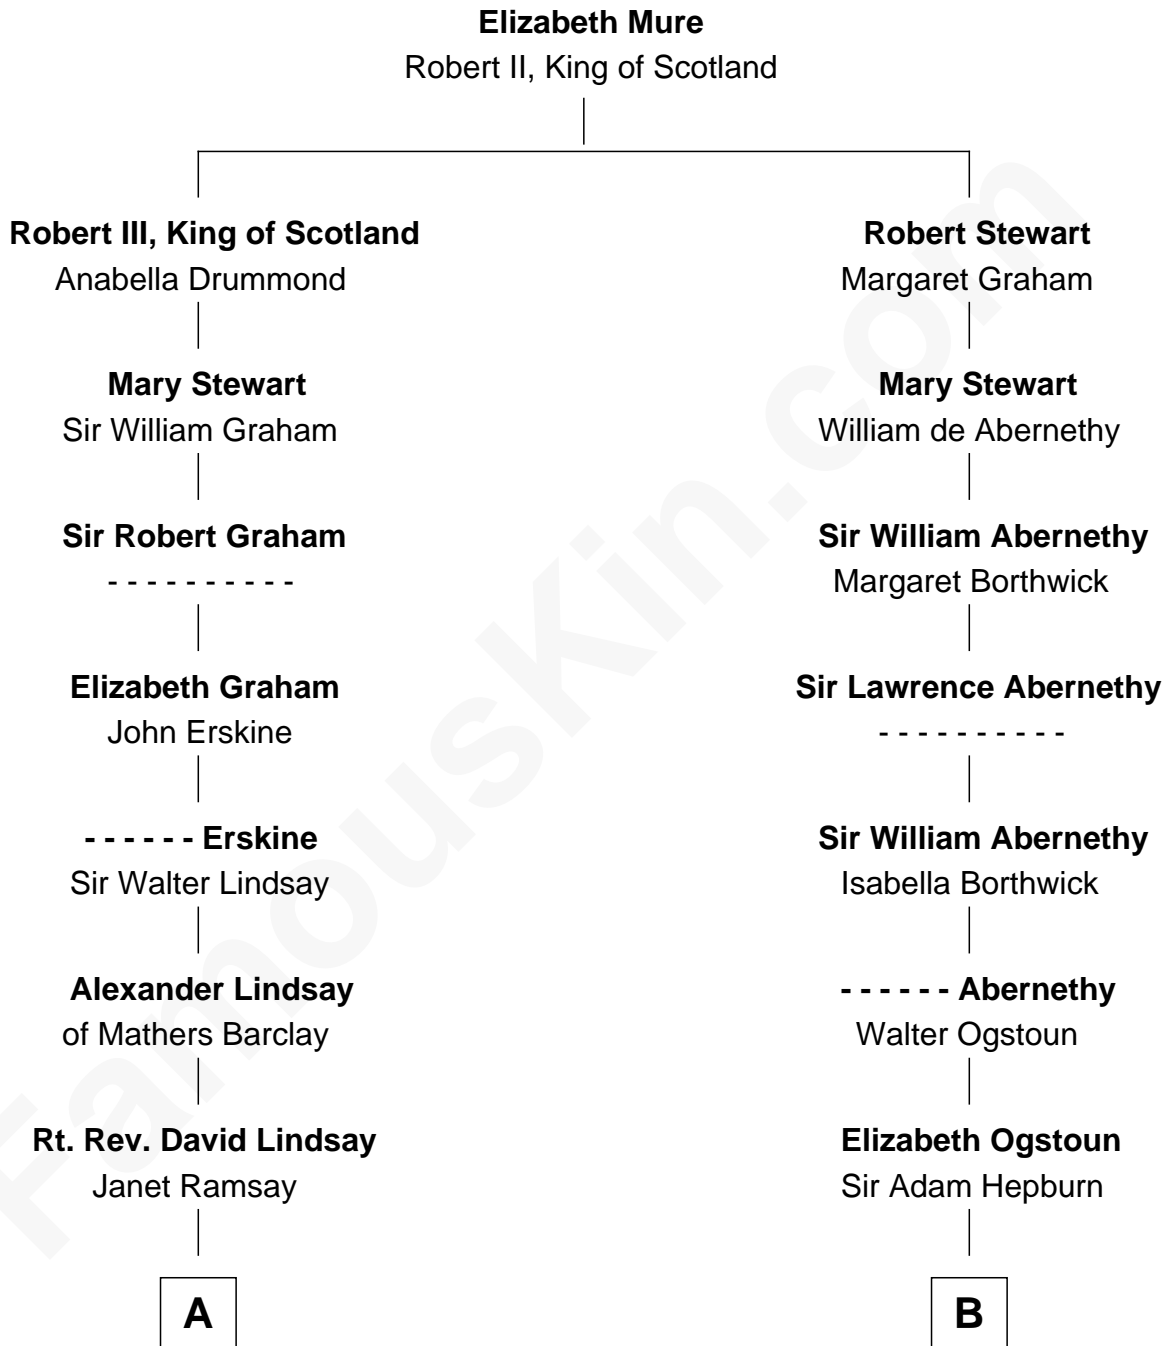 Elizabeth Mure
Robert II, King of Scotland
Robert III, King of Scotland
Anabella Drummond
Robert Stewart
Margaret Graham
Mary Stewart
Sir William Graham
Mary Stewart
William de Abernethy
Sir Robert Graham
- - - - - - - - - -
Sir William Abernethy
Margaret Borthwick
Elizabeth Graham
John Erskine
Sir Lawrence Abernethy
- - - - - - - - - -
- - - - - - Erskine
Sir Walter Lindsay
Sir William Abernethy
Isabella Borthwick
Alexander Lindsay
of Mathers Barclay
- - - - - - Abernethy
Walter Ogstoun
Rt. Rev. David Lindsay
Janet Ramsay
Elizabeth Ogstoun
Sir Adam Hepburn
A
B
FamousKin.com